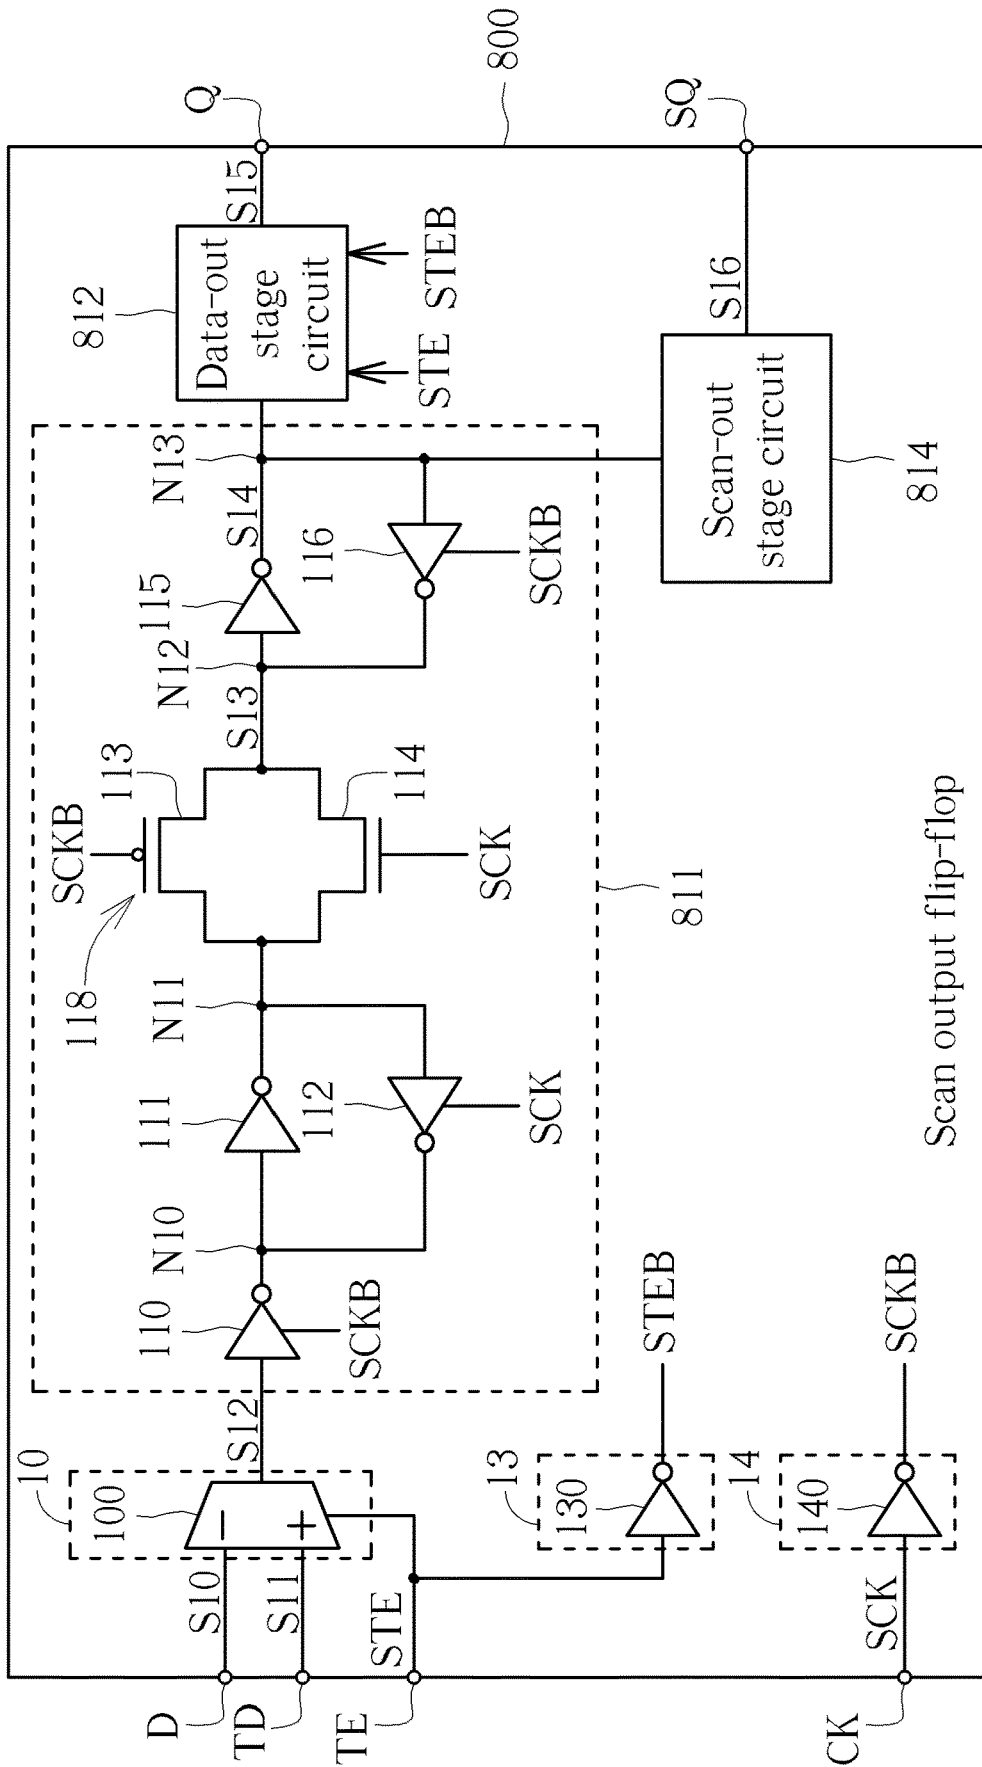 D
TD
TE
CK
S10
S11
STE
SCK
10
100
13
130
14
140
S12
STEB
SCKB
110
SCKB
N10
111
112
SCK
N11
118
SCKB
113
114
SCK
S13
N12
115
116
SCKB
S14
N13
811
812
Data-out
stage
circuit
STE
STEB
S15
Q
Scan-out
stage circuit
814
S16
SQ
800
Scan output flip-flop